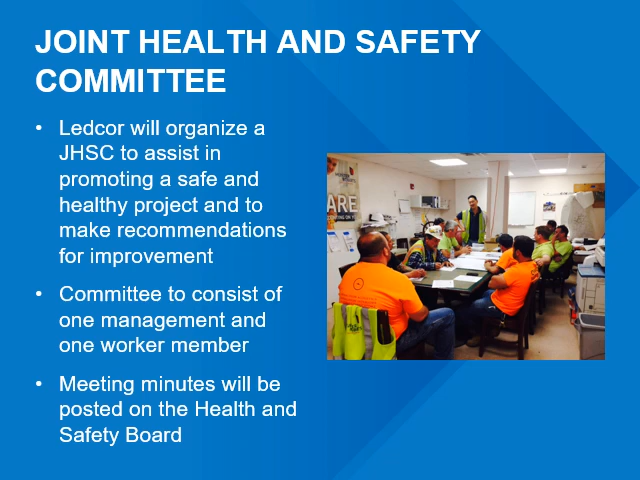 JOINT HEALTH AND SAFETY
COMMITTEE
• Ledcor will organize a
JHSC to assist in
promoting a safe and
healthy project and to
make recommendations
for improvement
• Committee to consist of
one management and
one worker member
• Meeting minutes will be
posted on the Health and
Safety Board
ARE